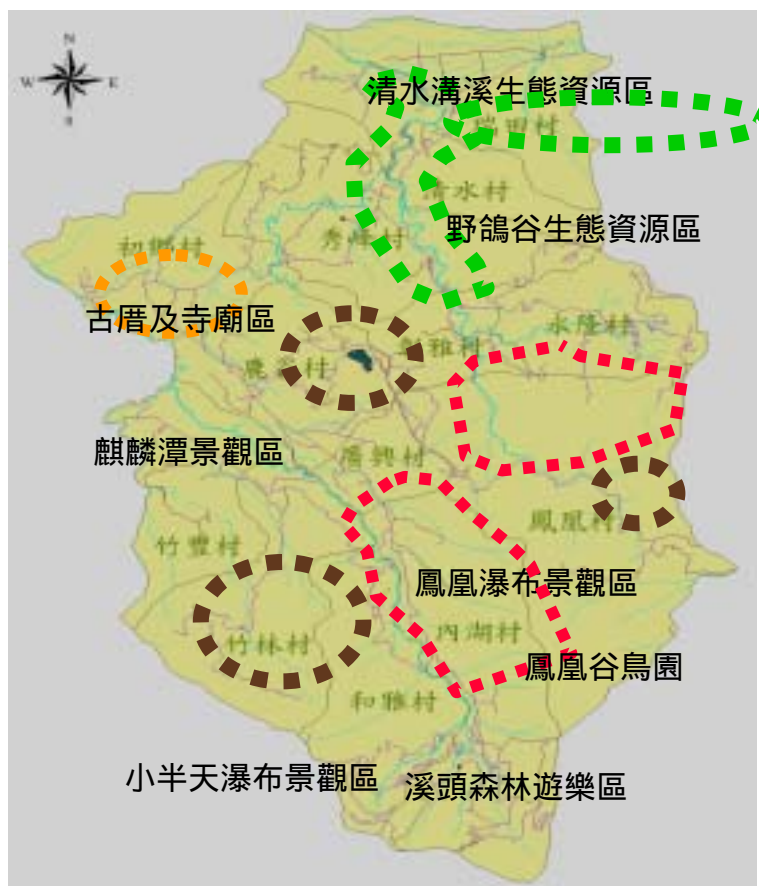 N
W E
S
清水溝溪生態資源區
瑞田村
清水村
野鴿谷生態資源區
秀峰村
和鄉村
古厝及寺廟區
永隆村
雅村
鹿谷村
麒麟潭景觀區
廣興村
鳳凰村
竹豐村
鳳凰瀑布景觀區
竹林村
內湖村
鳳凰谷鳥園
和雅村
小半天瀑布景觀區
溪頭森林遊樂區